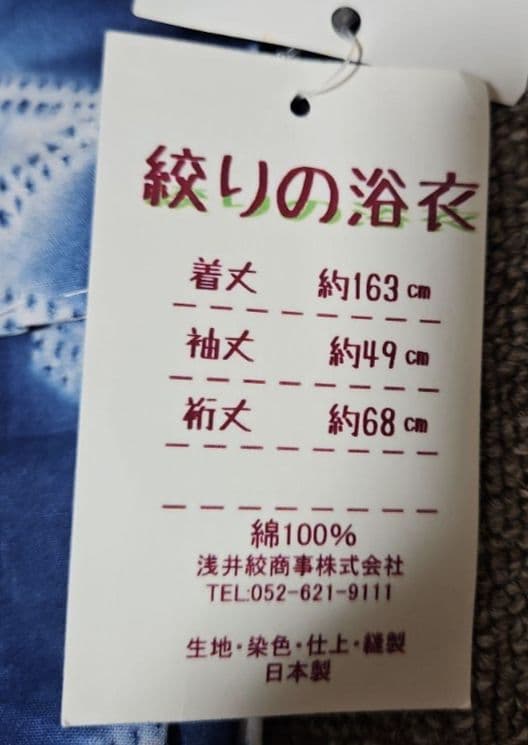 絞りの浴衣
着丈 約163cm
袖丈 約49cm
裄丈 約68cm
綿100%
浅井絞商事株式会社
TEL:052-621-9111
生地・染色・仕上・縫製
日本製